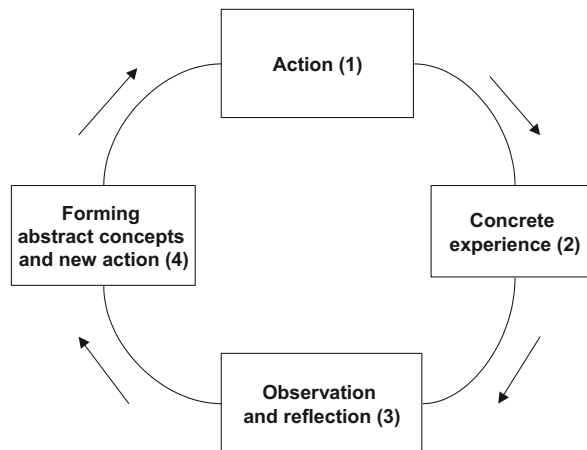 Action (1)
Concrete
experience (2)
Observation
and reflection (3)
Forming
abstract concepts
and new action (4)